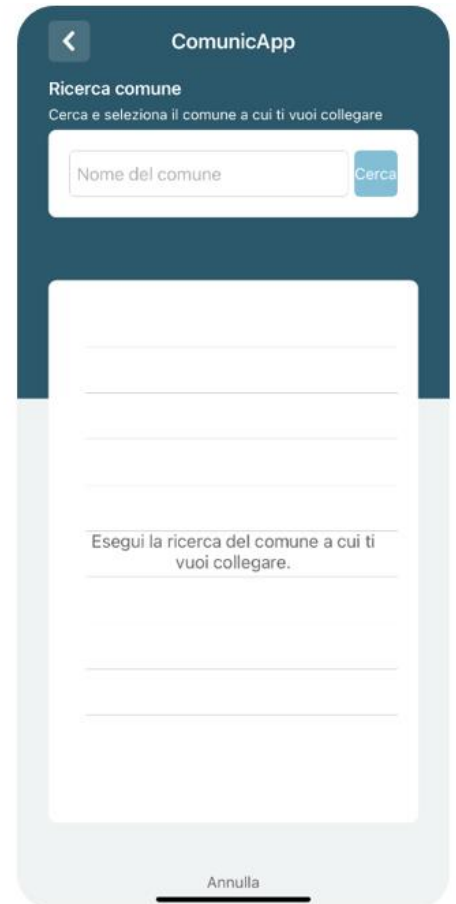 ComunicApp
Ricerca comune
Cerca e seleziona il comune a cui ti vuoi collegare
Nome del comune
Cerca
Esegui la ricerca del comune a cui ti
vuoi collegare.
Annulla